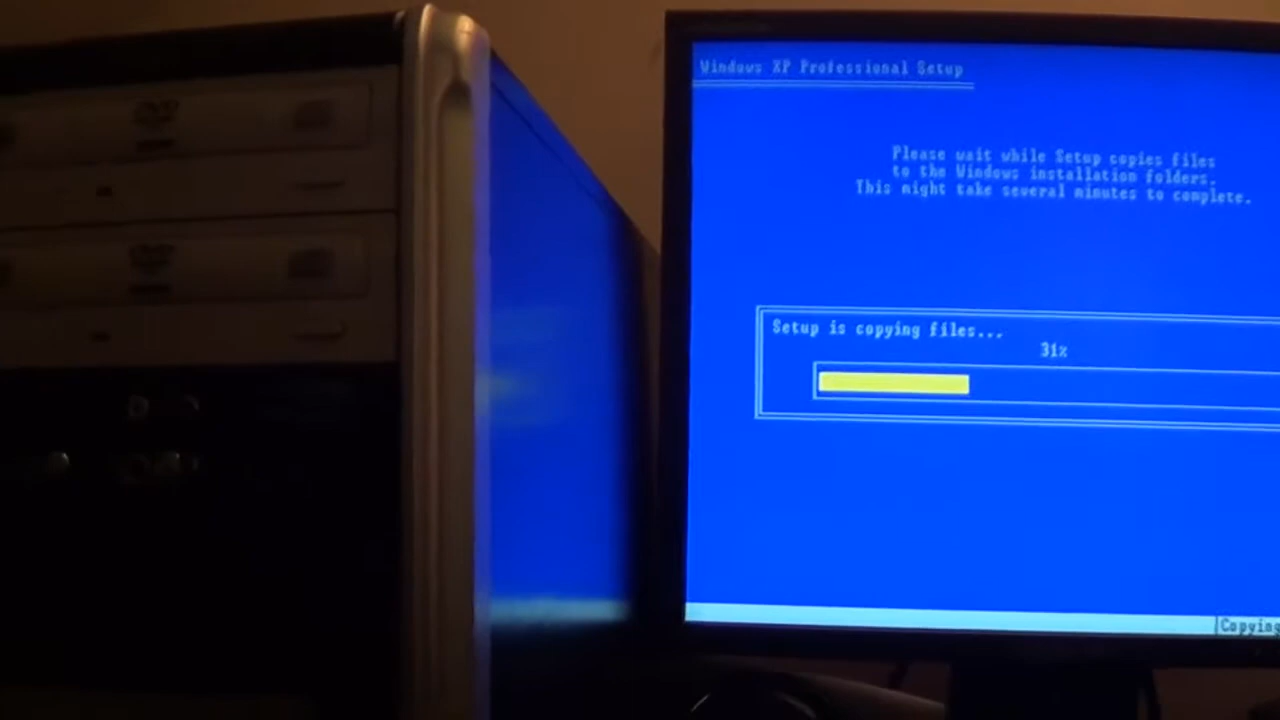 Windows XP Professional Setup
Please wait while Setup copies files
to the Windows installation folders.
This might take several minutes to complete.
Setup is copying files...
31%
Copying